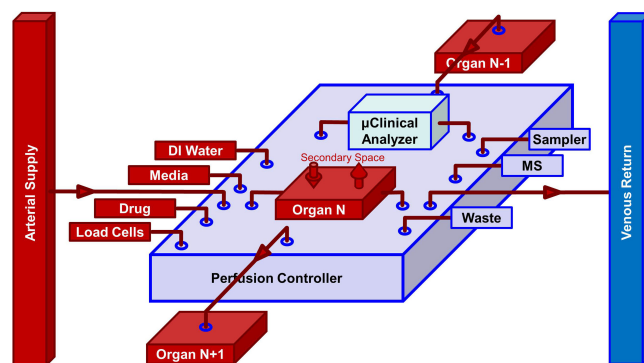 Organ N-1
µClinical
Analyzer
DI Water
Sampler
Secondary Space
Media
MS
Arterial Supply
Venous Return
Drug
Organ N
Waste
Load Cells
Perfusion Controller
Organ N+1